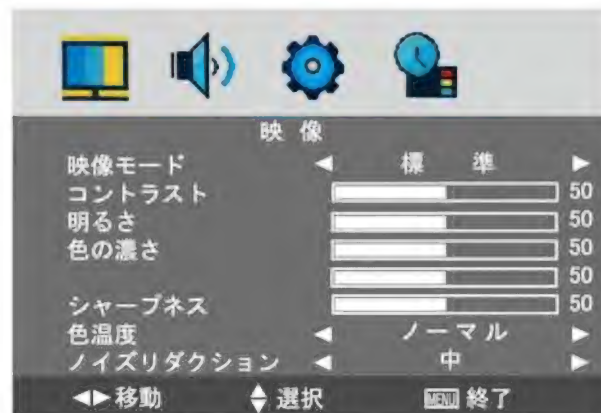 映像
映像モード ◀ 標 準 ▶
コントラスト 50
明るさ 50
色の濃さ 50
50
シャープネス 50
色温度 ◀ ノーマル ▶
ノイズリダクション ◀ 中 ▶
◀▶移動 選択 MENU 終了